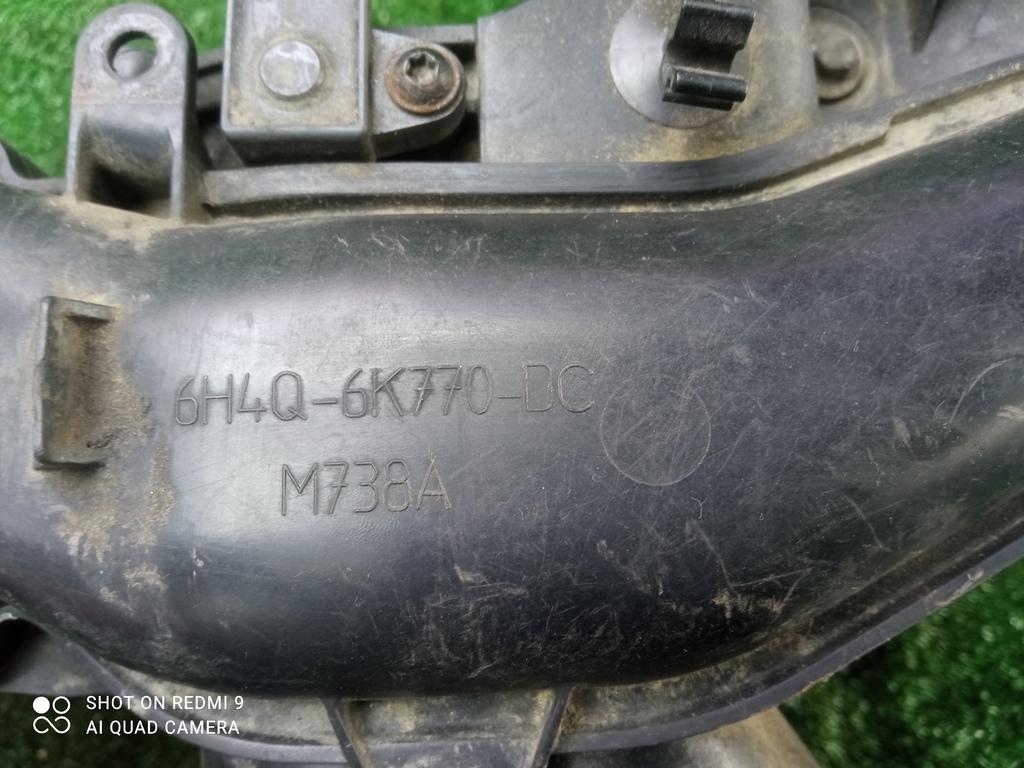 6H4Q-6K770-DC
M738A
SHOT ON REDMI 9
AI QUAD CAMERA